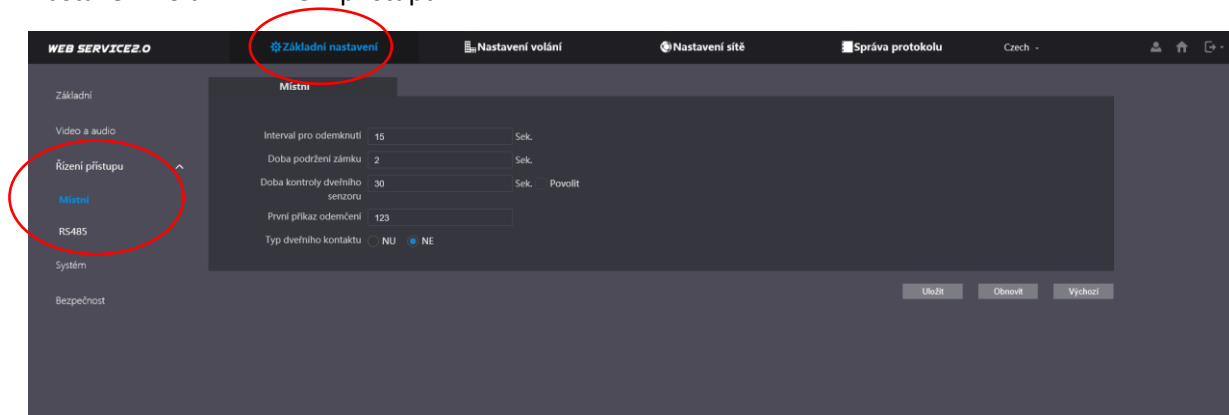 WEB SERVICE2.0
Základní nastavení
Nastavení volání
Nastavení sítě
Správa protokolu
Czech
Základní
Video a audio
Řízení přístupu
Místní
RS485
Systém
Bezpečnost
Místní
Interval pro odemknutí 15 Sek.
Doba podržení zámku 2 Sek.
Doba kontroly dveřního senzoru 30 Sek. Povolit
První příkaz odemčení 123
Typ dveřního kontaktu NU NE
Uložit Obnovit Výchozí